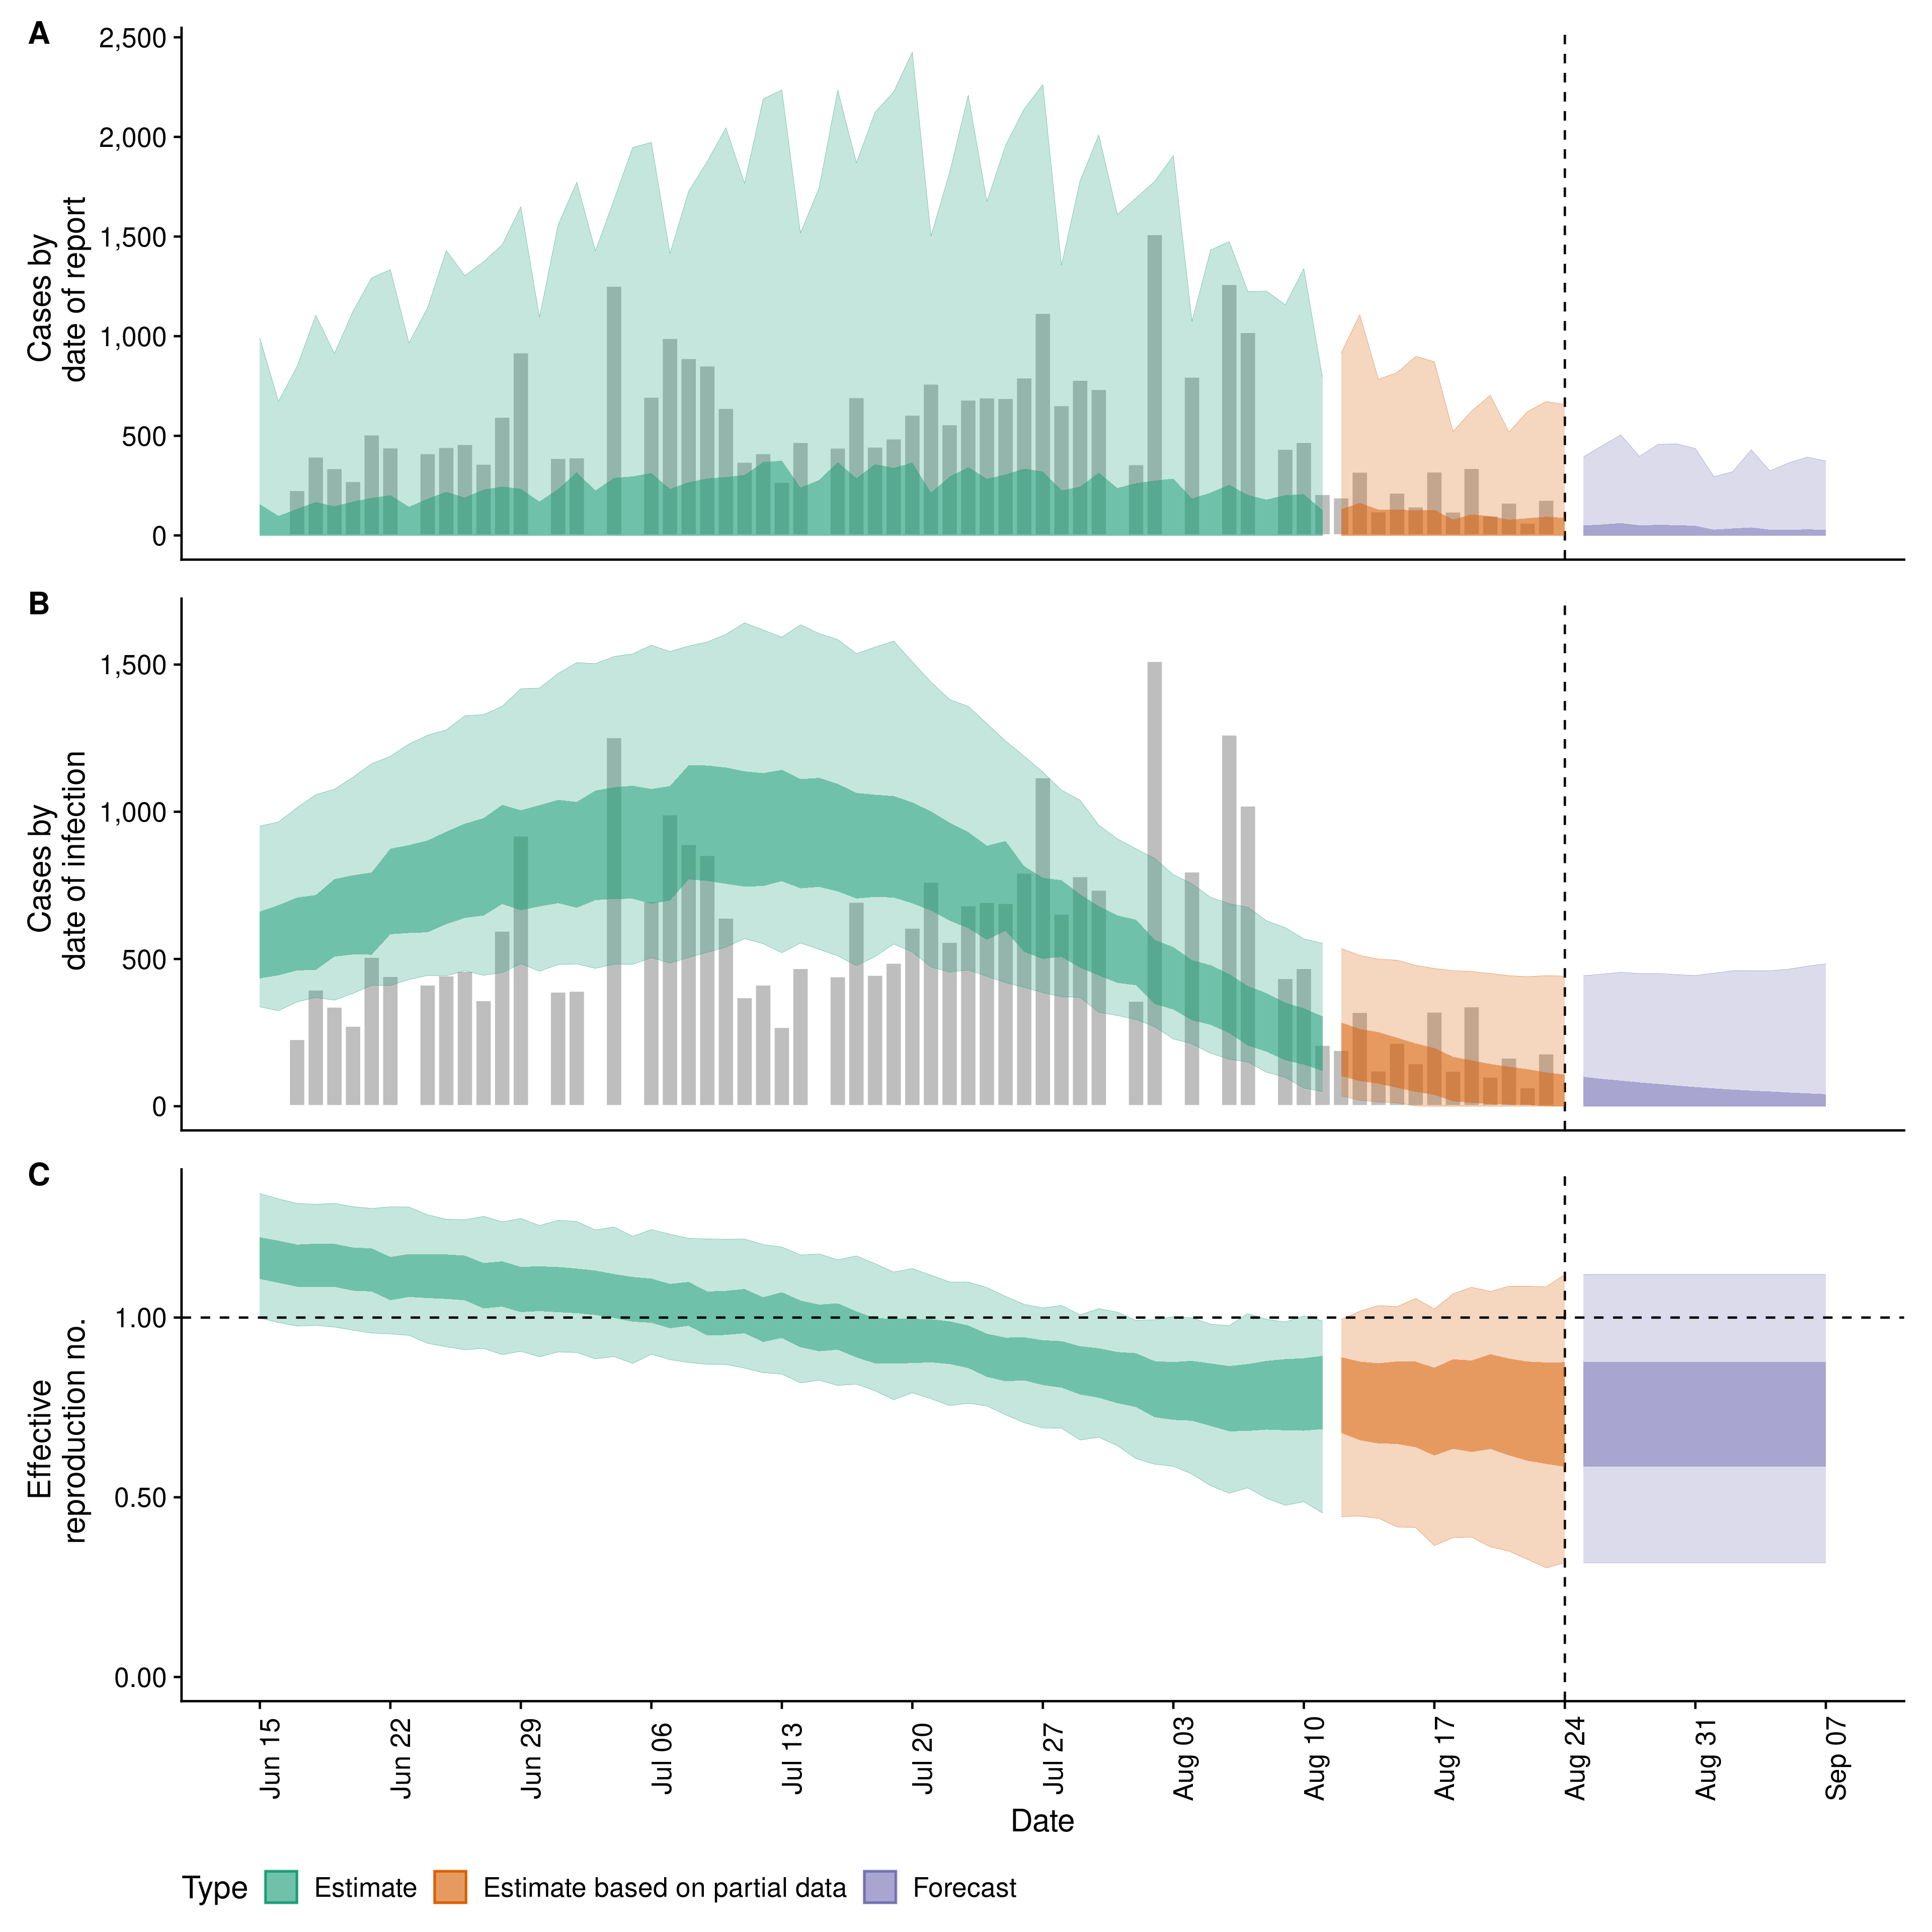 A
Cases by
date of report
2,500
2,000
1,500
1,000
500
0
B
Cases by
date of infection
1,500
1,000
500
0
C
Effective
reproduction no.
1.00
0.50
0.00
Jun 15
Jun 22
Jun 29
Jul 06
Jul 13
Jul 20
Jul 27
Aug 03
Aug 10
Aug 17
Aug 24
Aug 31
Sep 07
Date
Type Estimate Estimate based on partial data Forecast